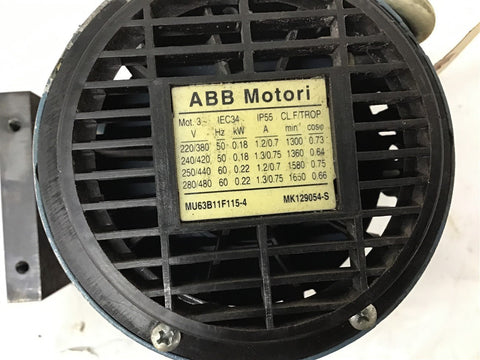 ABB Motori
Mot. 3~ IEC34 IP55 CL.F/TROP
V Hz kW A min⁻¹ cosφ
220/380 50 0.18 1.2/0.7 1300 0.73
240/420 50 0.18 1.3/0.75 1360 0.64
250/440 60 0.22 1.2/0.7 1580 0.75
280/480 60 0.22 1.3/0.75 1650 0.66
MU63B11F115-4 MK129054-S